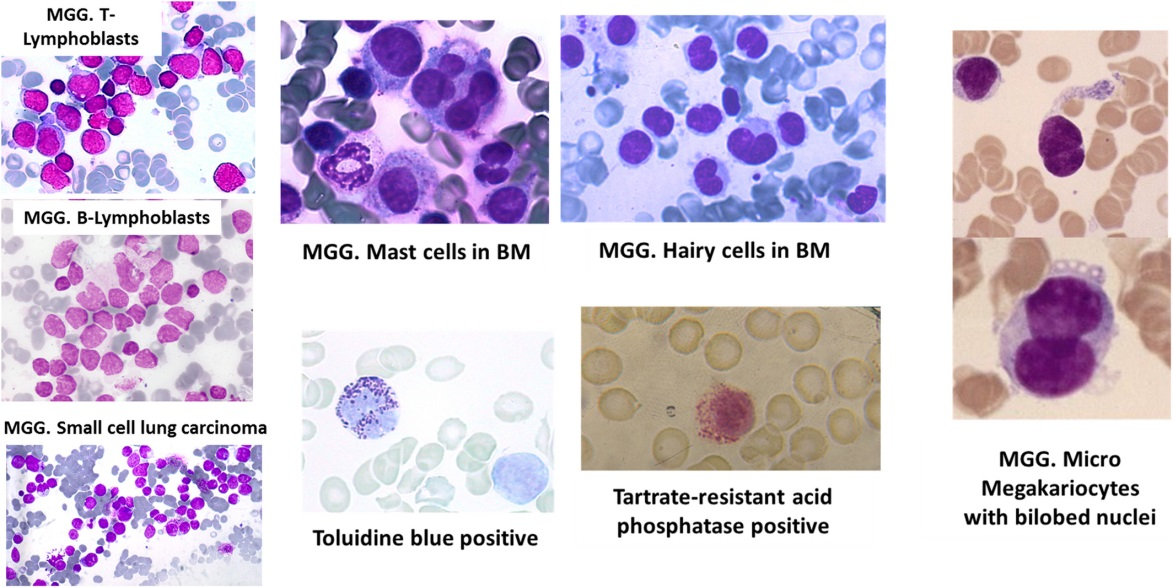 MGG. T-
Lymphoblasts
MGG. B-Lymphoblasts
MGG. Small cell lung carcinoma
MGG. Mast cells in BM
Toluidine blue positive
MGG. Hairy cells in BM
Tartrate-resistant acid
phosphatase positive
MGG. Micro
Megakariocytes
with bilobed nuclei